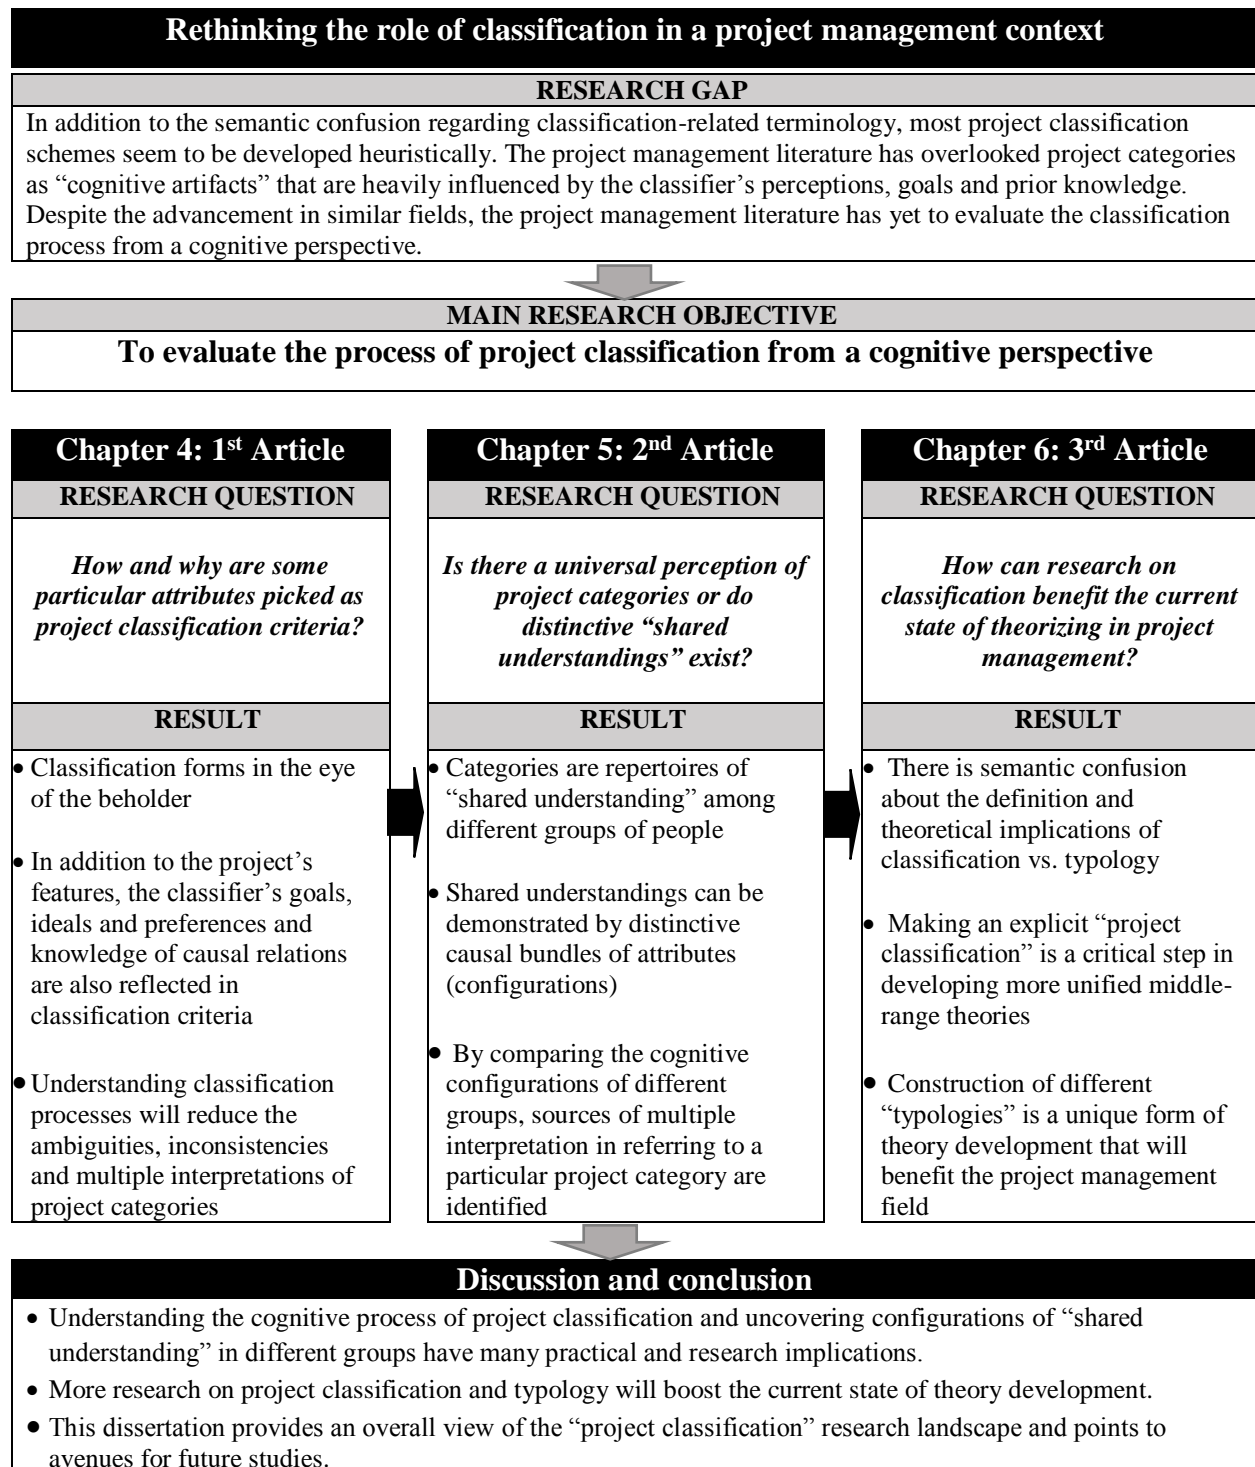 Rethinking the role of classification in a project management context
RESEARCH GAP
In addition to the semantic confusion regarding classification-related terminology, most project classification
schemes seem to be developed heuristically. The project management literature has overlooked project categories
as “cognitive artifacts” that are heavily influenced by the classifier’s perceptions, goals and prior knowledge.
Despite the advancement in similar fields, the project management literature has yet to evaluate the classification
process from a cognitive perspective.
MAIN RESEARCH OBJECTIVE
To evaluate the process of project classification from a cognitive perspective
Chapter 4: 1st Article
RESEARCH QUESTION
How and why are some
particular attributes picked as
project classification criteria?
RESULT
• Classification forms in the eye
of the beholder
• In addition to the project’s
features, the classifier’s goals,
ideals and preferences and
knowledge of causal relations
are also reflected in
classification criteria
• Understanding classification
processes will reduce the
ambiguities, inconsistencies
and multiple interpretations of
project categories
Chapter 5: 2nd Article
RESEARCH QUESTION
Is there a universal perception of
project categories or do
distinctive “shared
understandings” exist?
RESULT
• Categories are repertoires of
“shared understanding” among
different groups of people
• Shared understandings can be
demonstrated by distinctive
causal bundles of attributes
(configurations)
• By comparing the cognitive
configurations of different
groups, sources of multiple
interpretation in referring to a
particular project category are
identified
Chapter 6: 3rd Article
RESEARCH QUESTION
How can research on
classification benefit the current
state of theorizing in project
management?
RESULT
• There is semantic confusion
about the definition and
theoretical implications of
classification vs. typology
• Making an explicit “project
classification” is a critical step in
developing more unified middle-
range theories
• Construction of different
“typologies” is a unique form of
theory development that will
benefit the project management
field
Discussion and conclusion
• Understanding the cognitive process of project classification and uncovering configurations of “shared
understanding” in different groups have many practical and research implications.
• More research on project classification and typology will boost the current state of theory development.
• This dissertation provides an overall view of the “project classification” research landscape and points to
avenues for future studies.